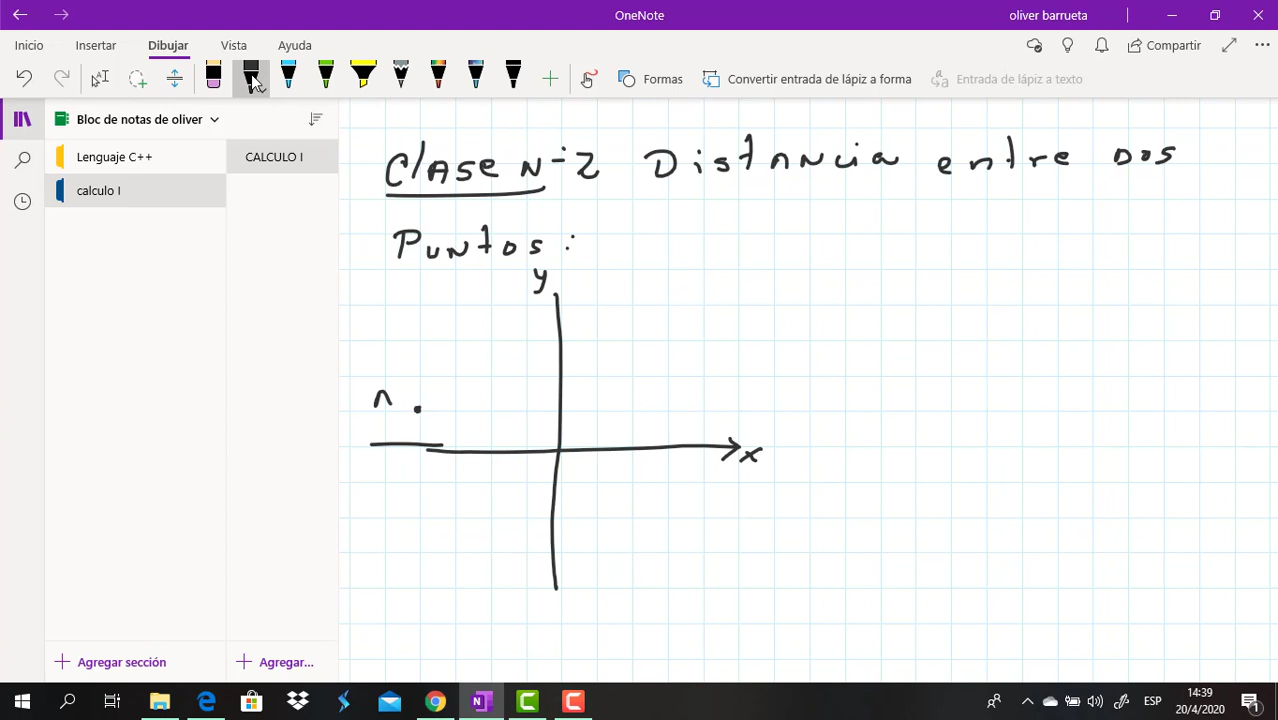 OneNote
oliver barrueta
Inicio
Insertar
Dibujar
Vista
Ayuda
Compartir
Formas
Convertir entrada de lápiz a forma
Entrada de lápiz a texto
Bloc de notas de oliver
Lenguaje C++
CALCULO I
calculo I
Clase N-2 Distancia entre Dos
Puntos:
y
x
Agregar sección
Agregar...
ESP
14:39
20/4/2020
1